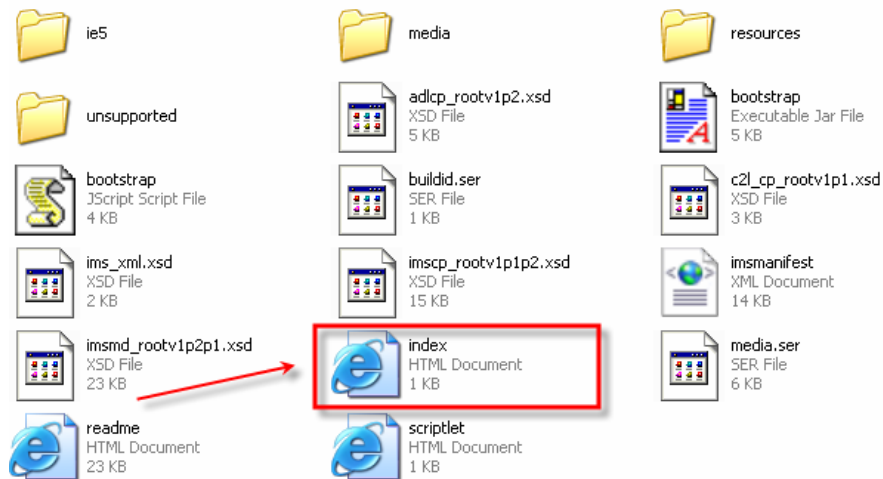 ie5
media
resources
unsupported
adlcp_rootv1p2.xsd
XSD File
5 KB
bootstrap
Executable Jar File
5 KB
bootstrap
JScript Script File
4 KB
buildid.ser
SER File
1 KB
c2l_cp_rootv1p1.xsd
XSD File
3 KB
ims_xml.xsd
XSD File
2 KB
imscp_rootv1p1p2.xsd
XSD File
15 KB
imsmanifest
XML Document
14 KB
imsmd_rootv1p2p1.xsd
XSD File
23 KB
index
HTML Document
1 KB
media.ser
SER File
6 KB
readme
HTML Document
23 KB
scriptlet
HTML Document
1 KB